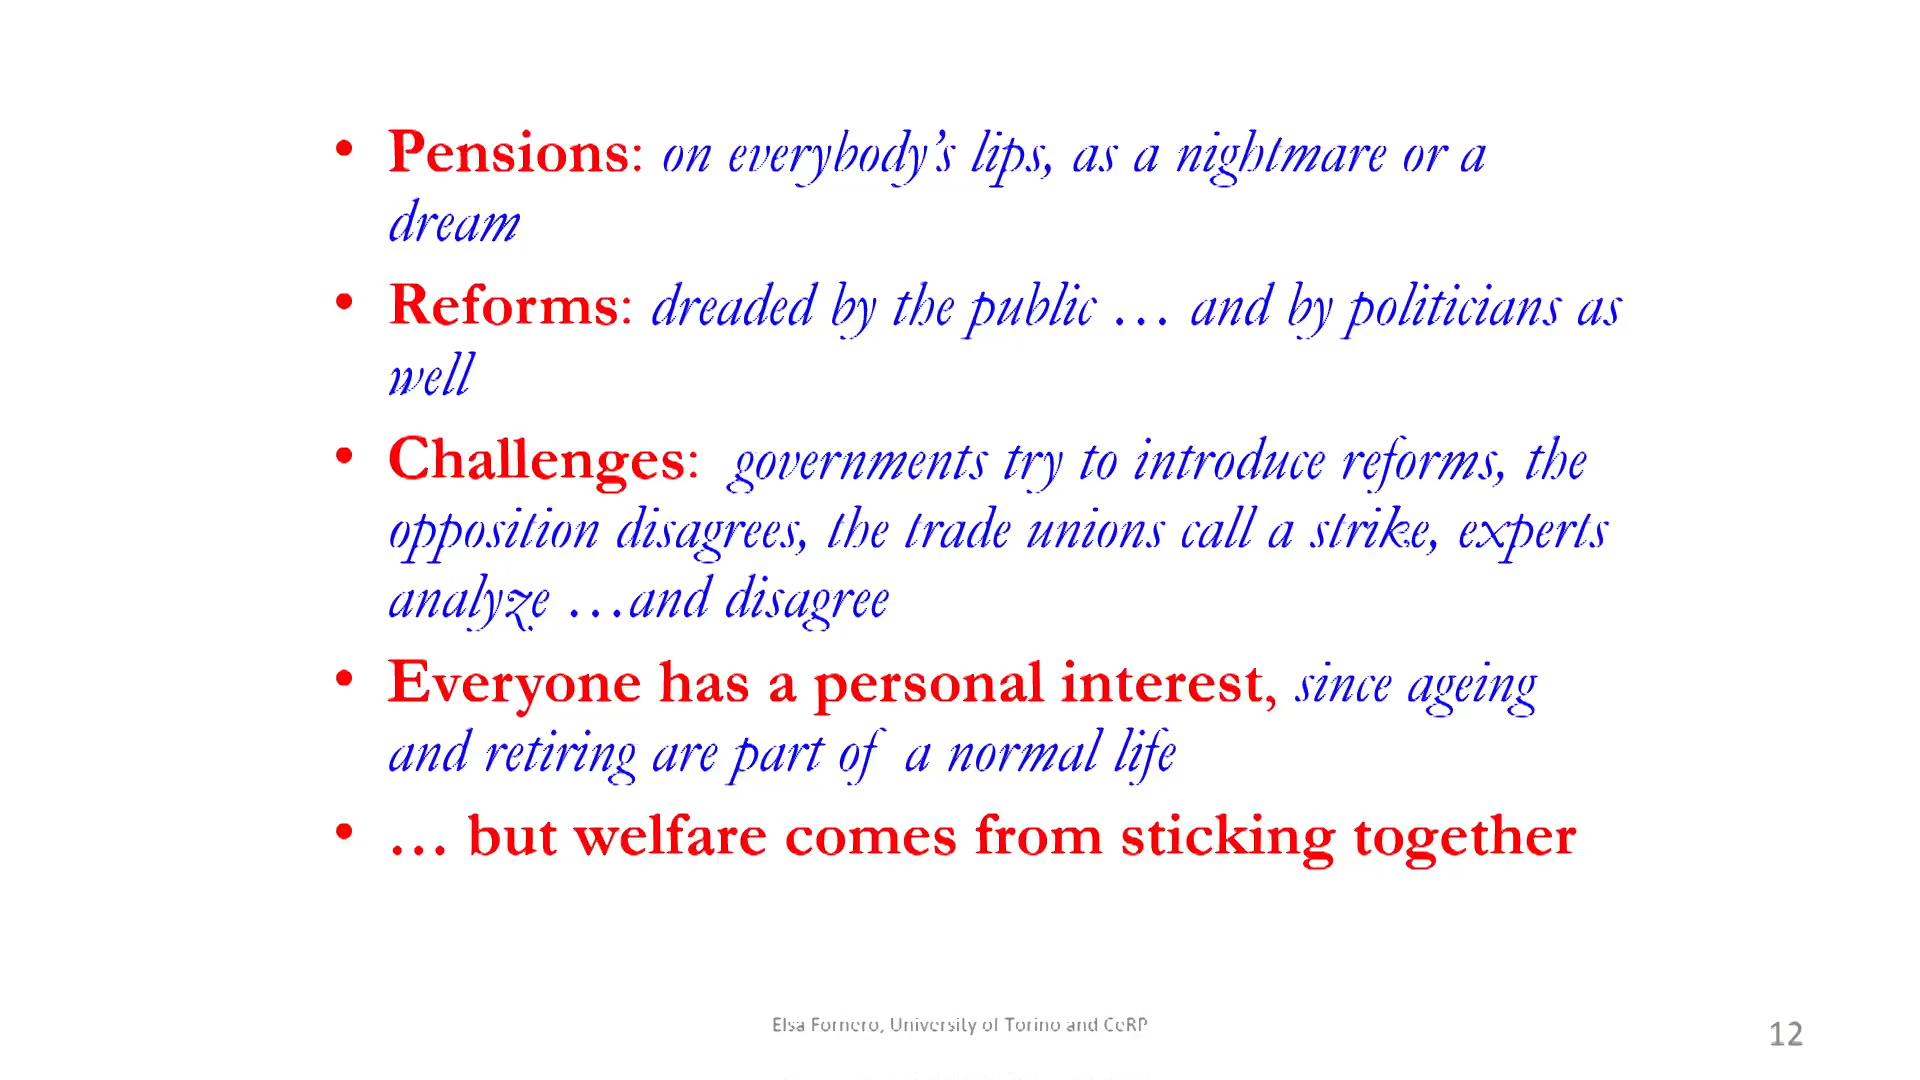 • Pensions: on everybody's lips, as a nightmare or a
dream
• Reforms: dreaded by the public … and by politicians as
well
• Challenges: governments try to introduce reforms, the
opposition disagrees, the trade unions call a strike, experts
analyze …and disagree
• Everyone has a personal interest, since ageing
and retiring are part of a normal life
• … but welfare comes from sticking together
Elsa Fornero, University of Torino and CeRP
12